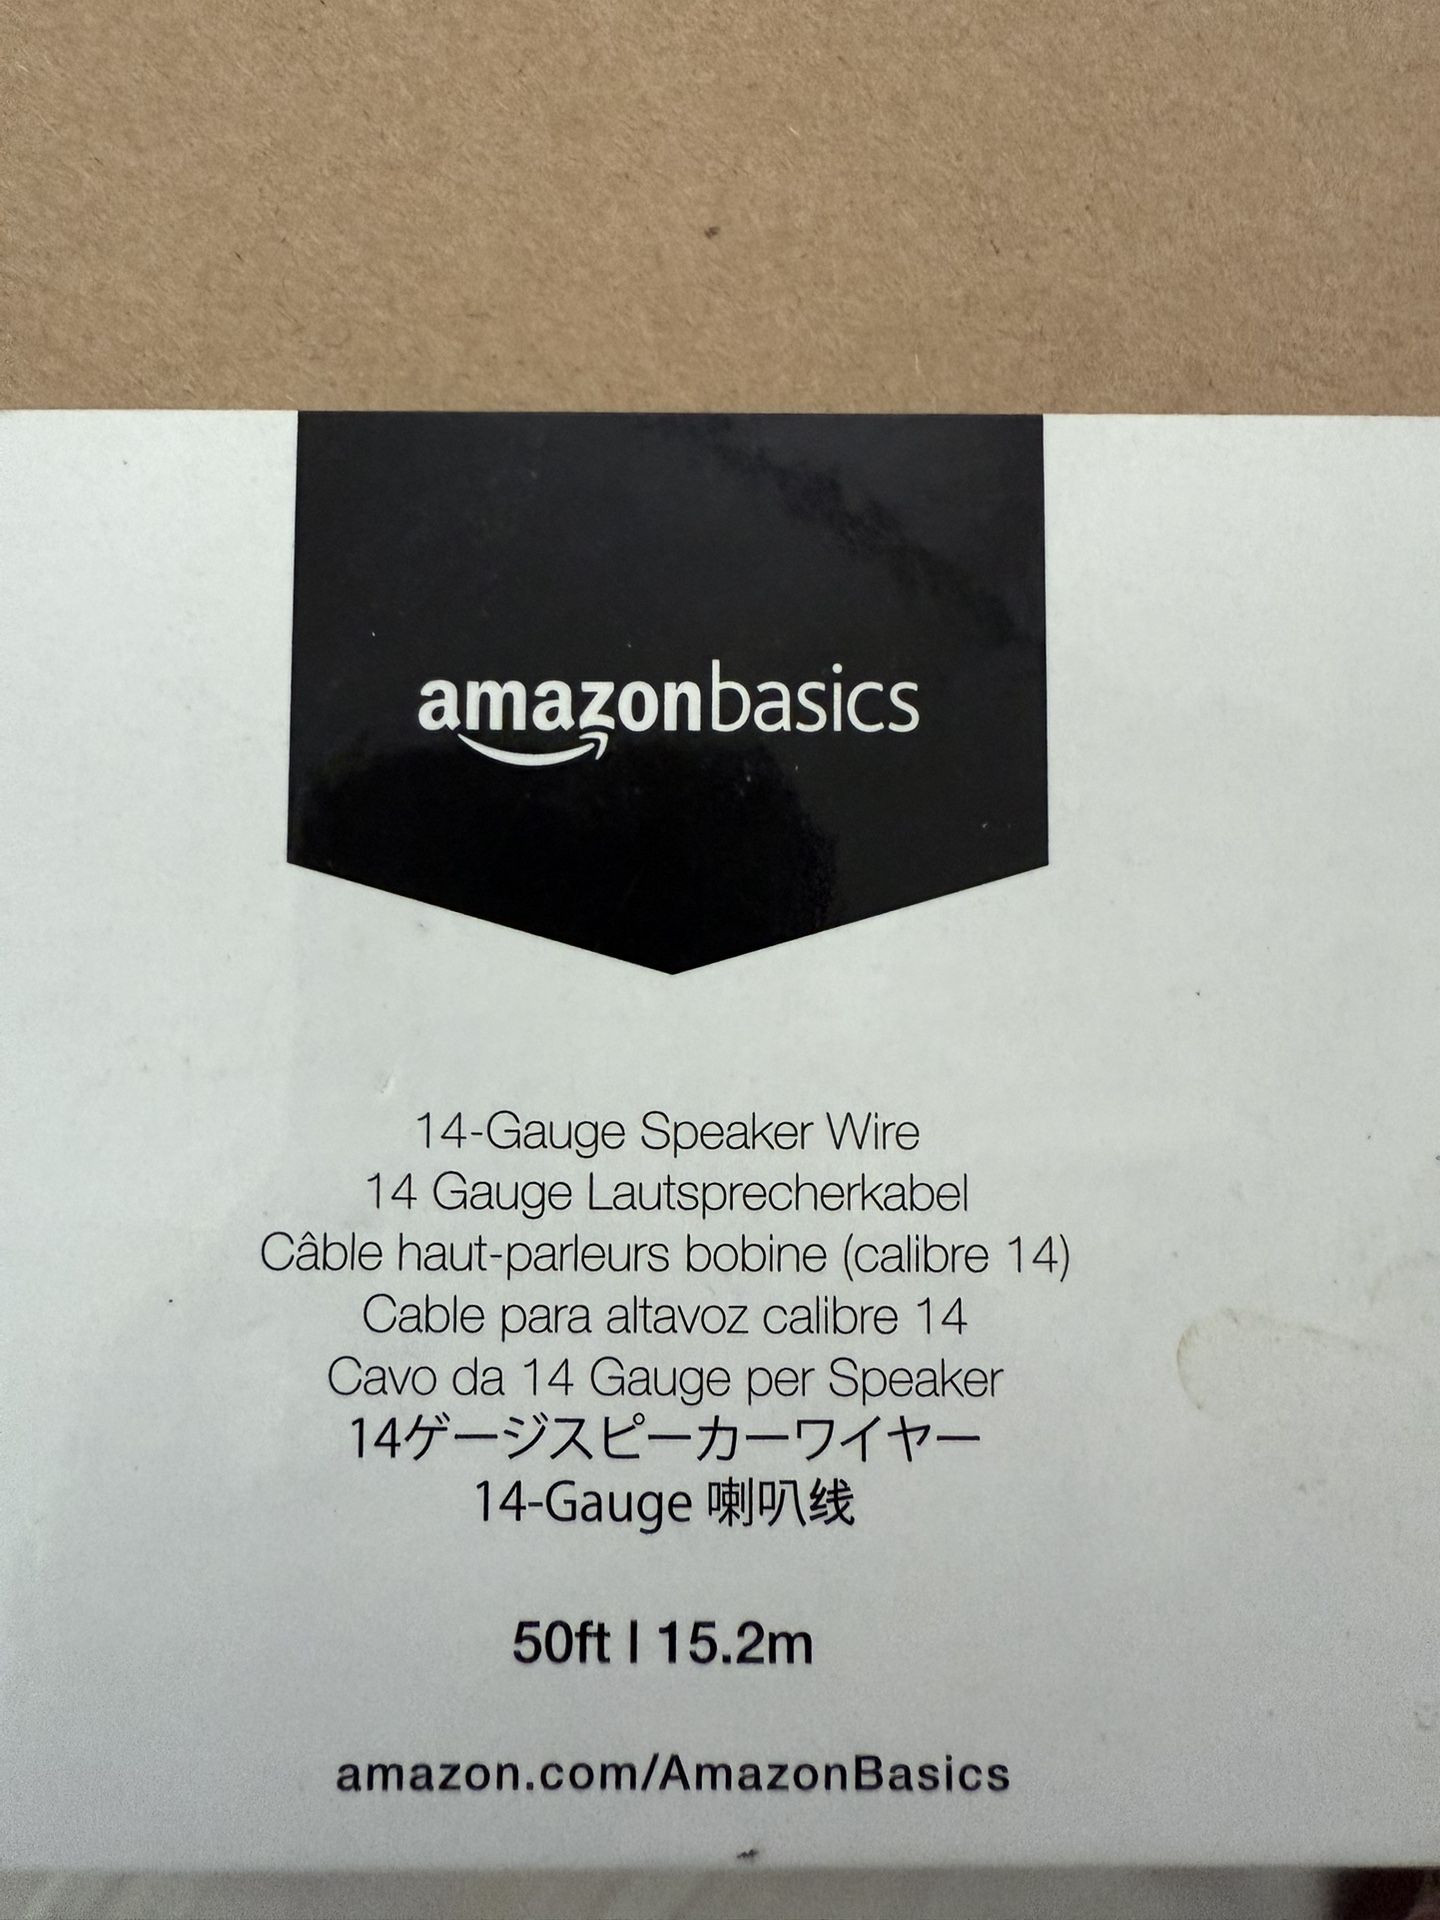 amazonbasics
14-Gauge Speaker Wire
14 Gauge Lautsprecherkabel
Câble haut-parleurs bobine (calibre 14)
Cable para altavoz calibre 14
Cavo da 14 Gauge per Speaker
14ゲージスピーカーワイヤー
14-Gauge 喇叭线
50ft | 15.2m
amazon.com/AmazonBasics